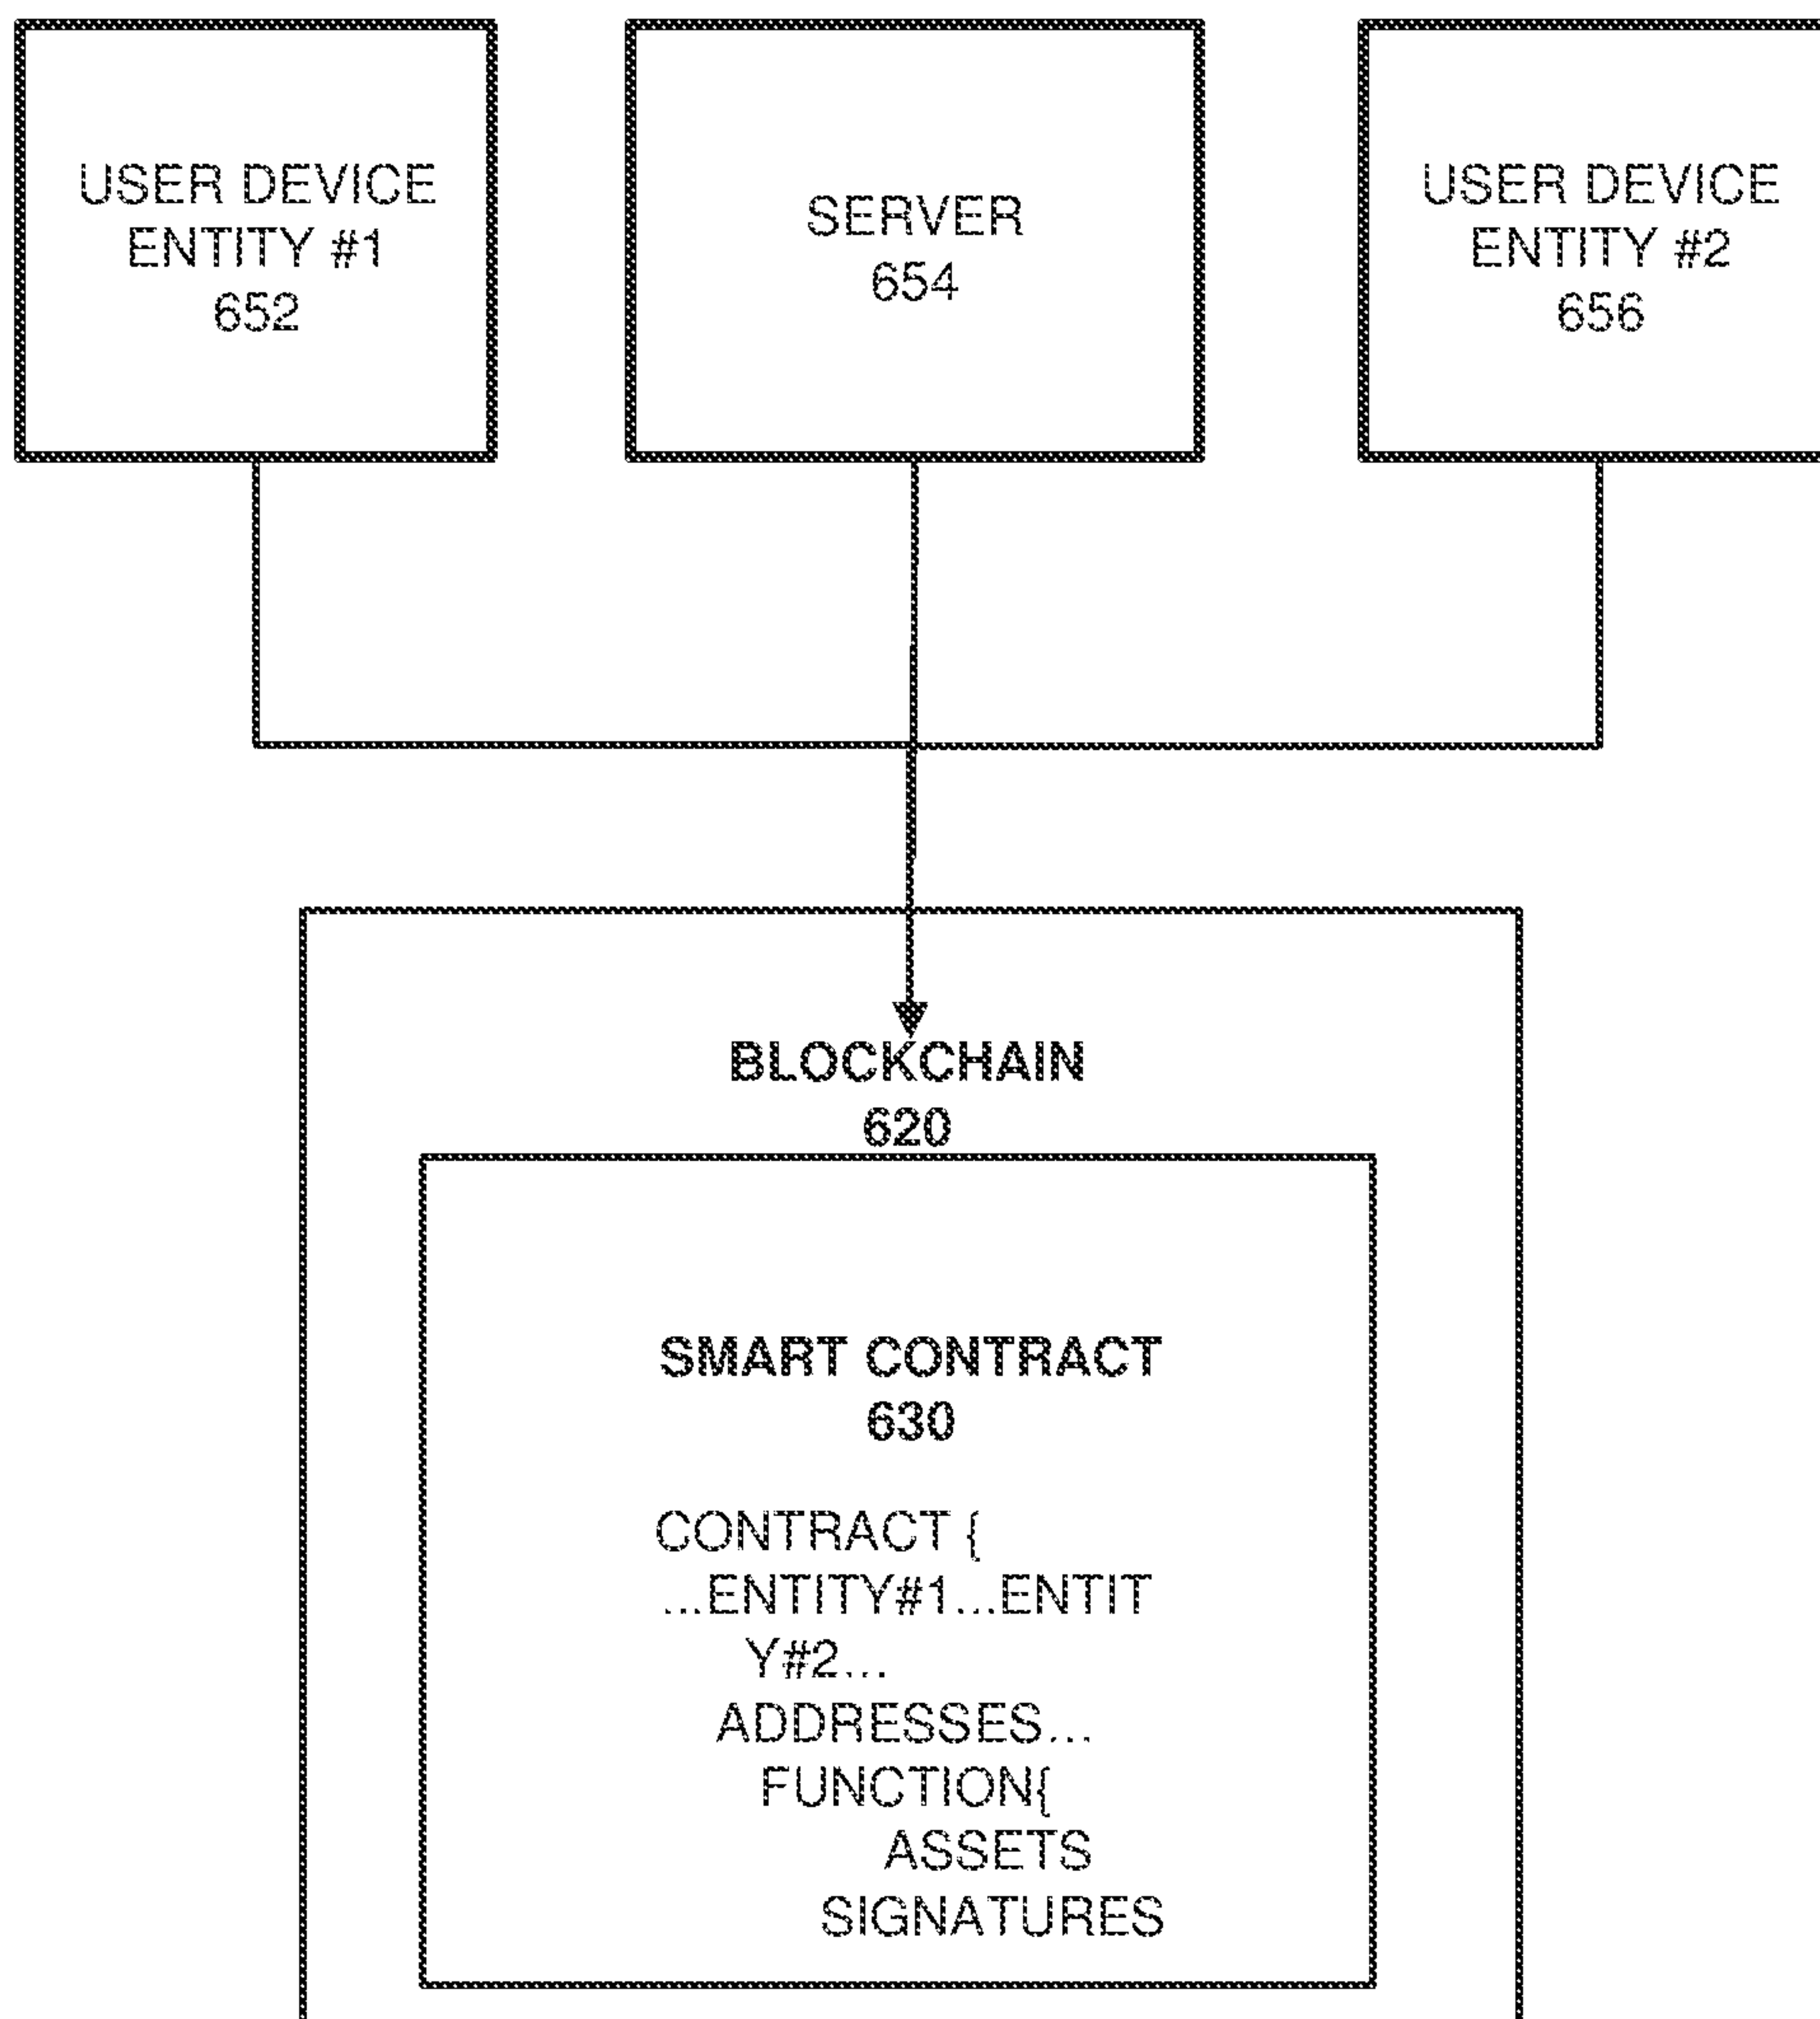 USER DEVICE
ENTITY #1
652
SERVER
654
USER DEVICE
ENTITY #2
656
BLOCKCHAIN
620
SMART CONTRACT
630
CONTRACT {
...ENTITY#1...ENTIT
Y#2...
ADDRESSES...
FUNCTION{
ASSETS
SIGNATURES